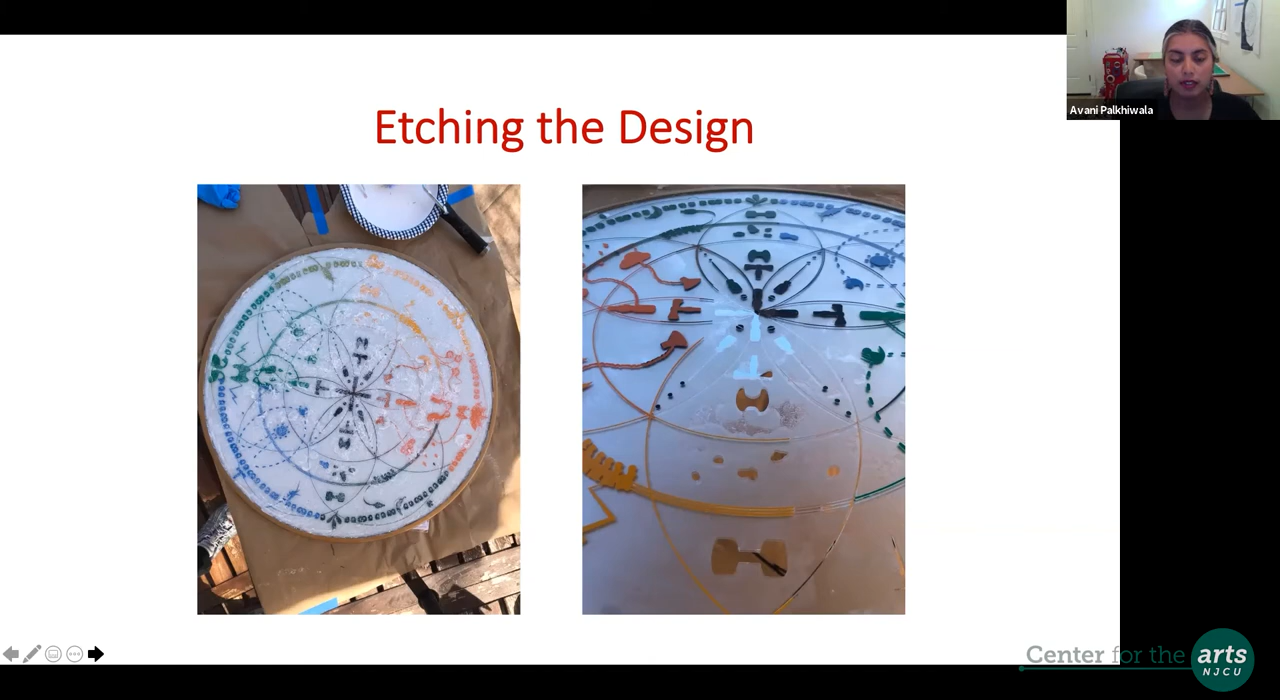 Etching the Design
Avani Palkhiwala
Center for the arts
NJCU